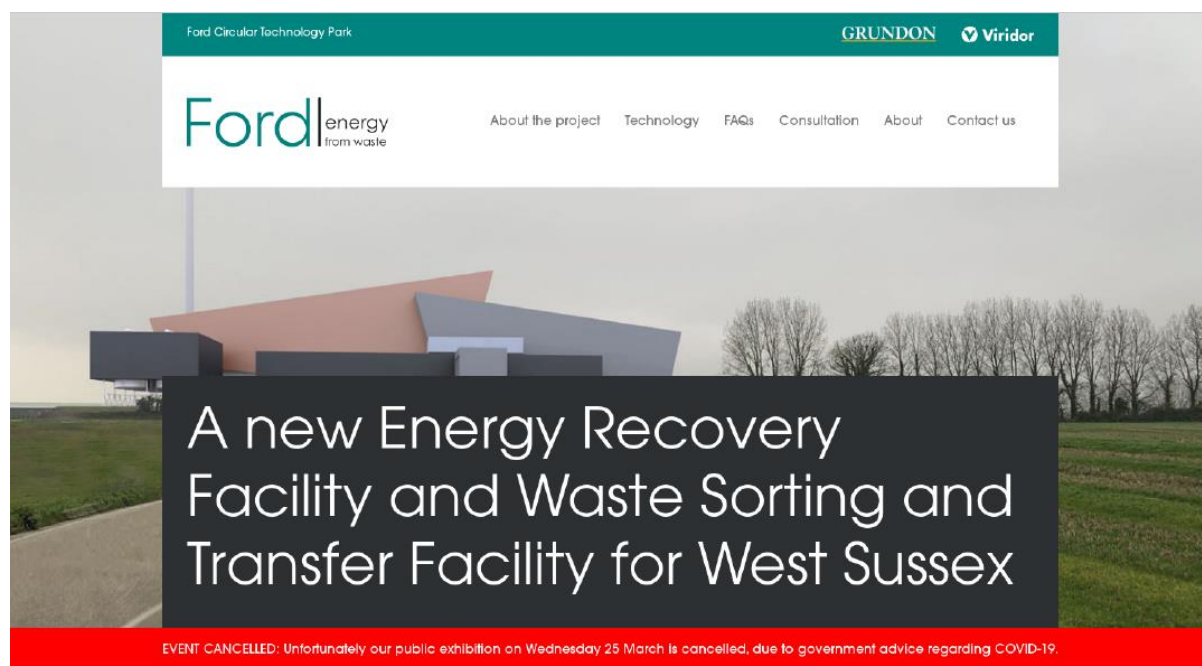 Ford Circular Technology Park
GRUNDON
Viridor
Ford energy
from waste
About the project
Technology
FAQs
Consultation
About
Contact us
A new Energy Recovery
Facility and Waste Sorting and
Transfer Facility for West Sussex
EVENT CANCELLED: Unfortunately our public exhibition on Wednesday 25 March is cancelled, due to government advice regarding COVID-19.